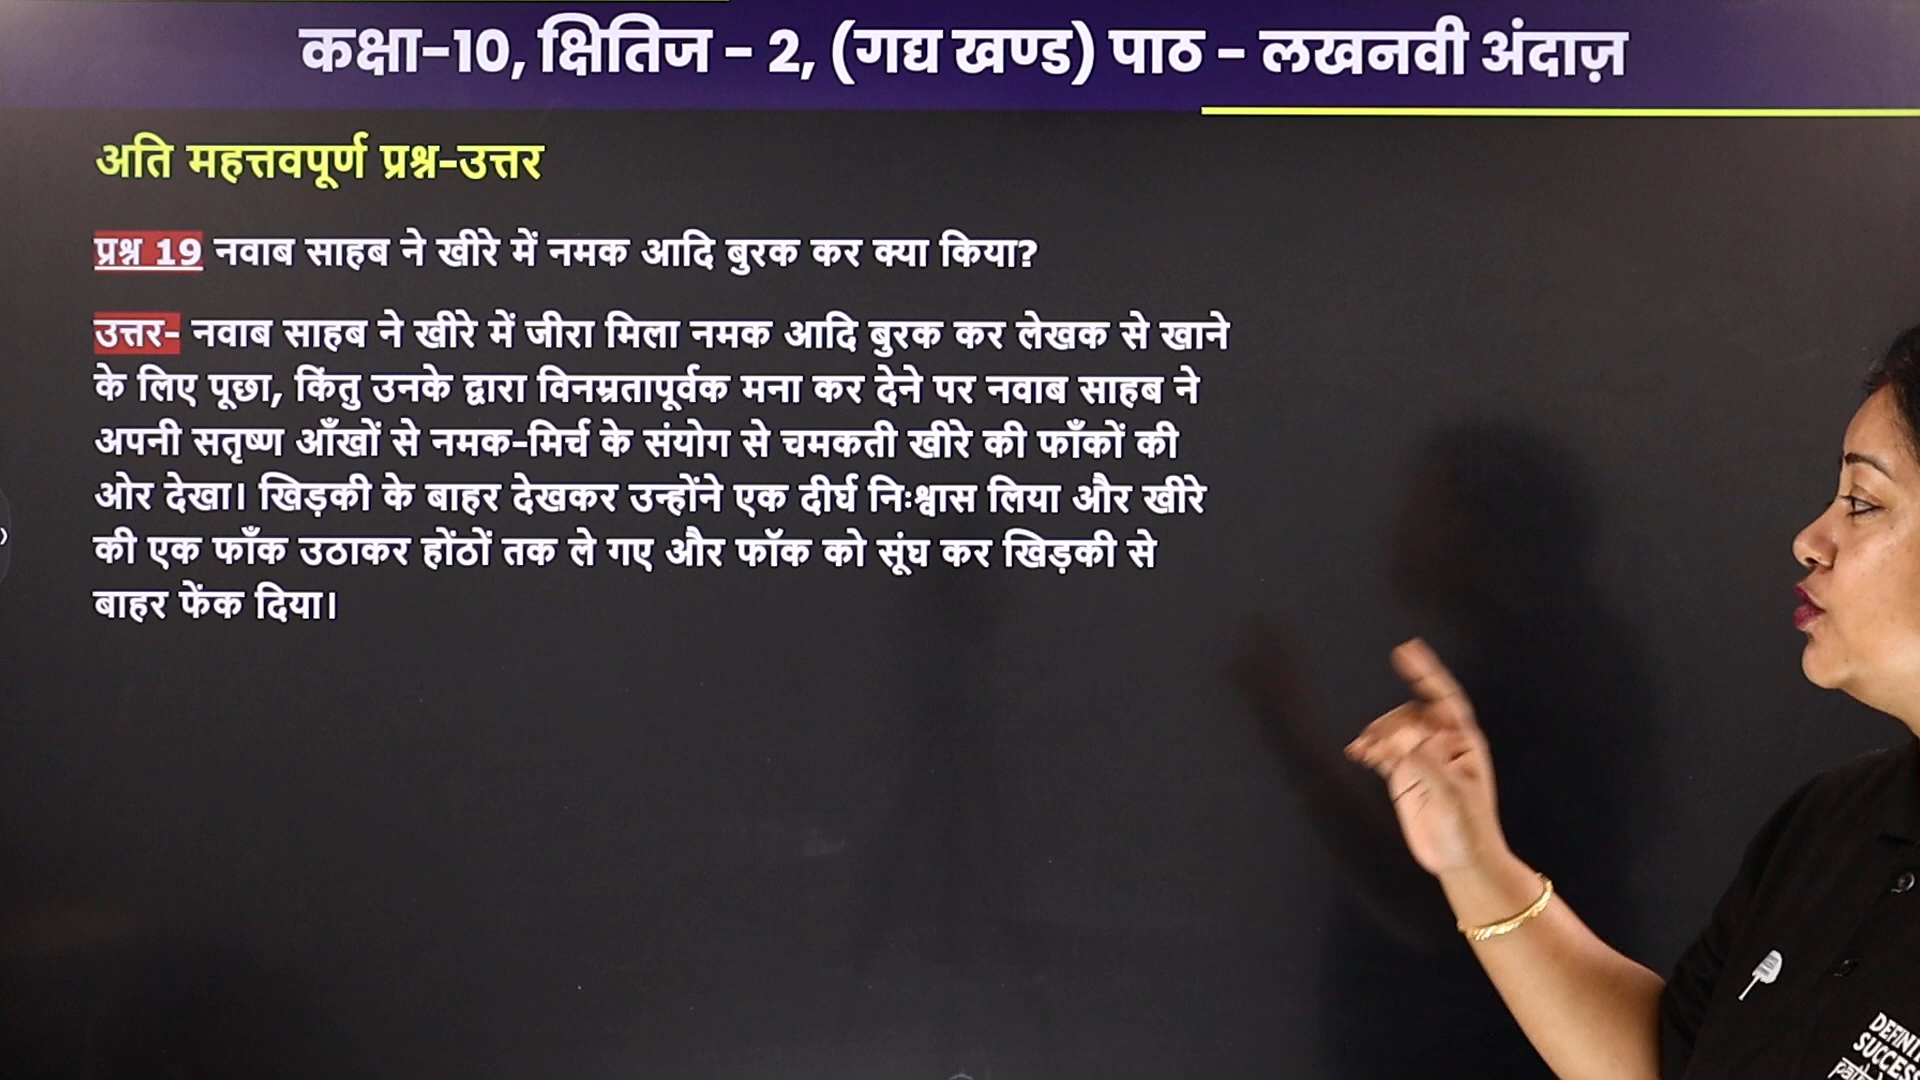 कक्षा-10, क्षितिज - 2, (गद्य खण्ड) पाठ - लखनवी अंदाज़
अति महत्तवपूर्ण प्रश्न-उत्तर
प्रश्न 19 नवाब साहब ने खीरे में नमक आदि बुरक कर क्या किया?
उत्तर- नवाब साहब ने खीरे में जीरा मिला नमक आदि बुरक कर लेखक से खाने
के लिए पूछा, किंतु उनके द्वारा विनम्रतापूर्वक मना कर देने पर नवाब साहब ने
अपनी सतृष्ण आँखों से नमक-मिर्च के संयोग से चमकती खीरे की फाँकों की
ओर देखा। खिड़की के बाहर देखकर उन्होंने एक दीर्घ निःश्वास लिया और खीरे
की एक फाँक उठाकर होंठों तक ले गए और फॉक को सूंघ कर खिड़की से
बाहर फेंक दिया।
SUCCESS